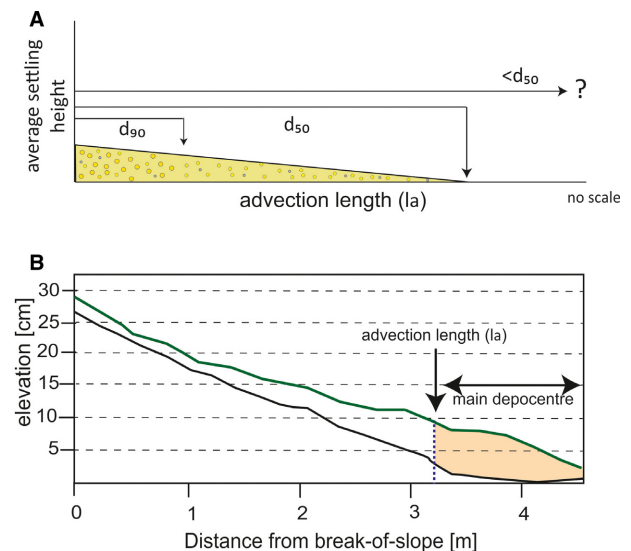 A
average settling
height
<d₅₀
?
d₉₀
d₅₀
advection length (la)
no scale
B
elevation [cm]
30
25
20
15
10
5
advection length (la)
main depocentre
1
2
3
4
0
Distance from break-of-slope [m]